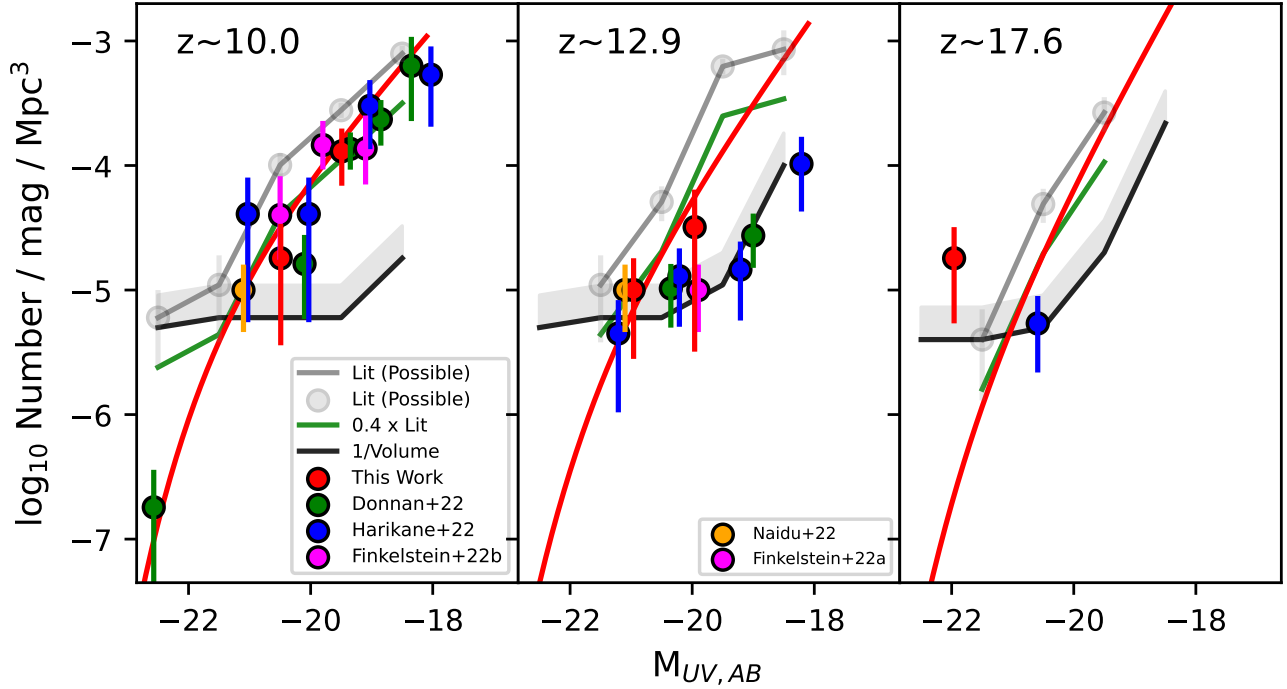 z~10.0
z~12.9
z~17.6
−3
−4
−5
−6
−7
log₁₀ Number / mag / Mpc³
Lit (Possible)
Lit (Possible)
0.4 x Lit
1/Volume
This Work
Donnan+22
Harikane+22
Finkelstein+22b
Naidu+22
Finkelstein+22a
−22 −20 −18 −22 −20 −18 −22 −20 −18
M_{UV, AB}